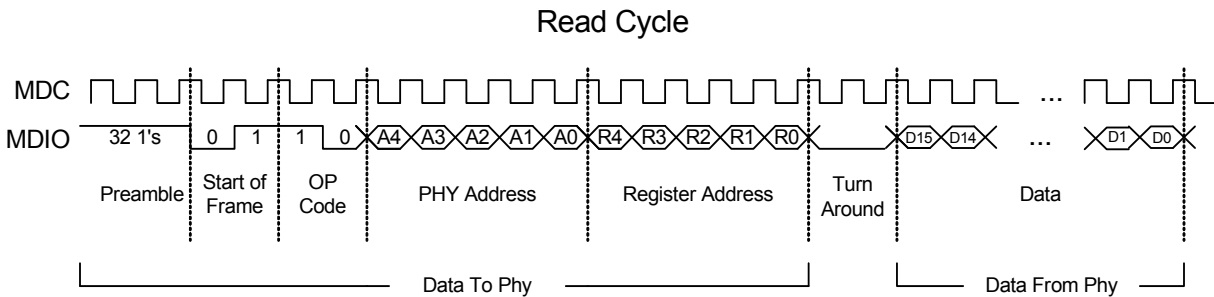 Read Cycle
MDC ...
MDIO 32 1's 0 1 1 0 A4 A3 A2 A1 A0 R4 R3 R2 R1 R0 D15 D14 ... D1 D0
Preamble Start of Frame OP Code PHY Address Register Address Turn Around Data
Data To Phy Data From Phy